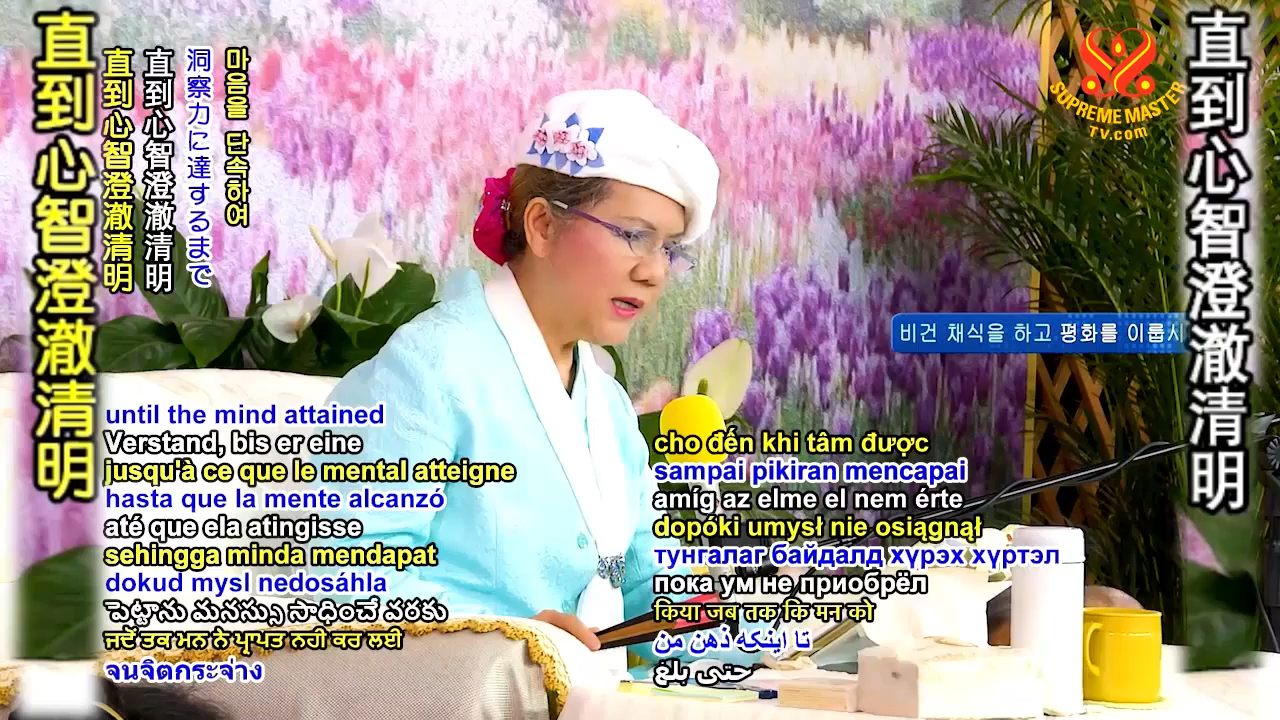 直到心智澄澈清明
直到心智澄澈清明
直到心智澄澈清明
洞察力に達するまで
마음을 단속하여
SUPREME MASTER
TV.com
直到心智澄澈清明
비건 채식을 하고 평화를 이룹시
until the mind attained
Verstand, bis er eine
jusqu'à ce que le mental atteigne
hasta que la mente alcanzó
até que ela atingisse
sehingga minda mendapat
dokud mysl nedosáhla
పెట్టాను మనస్సు సాధించే వరకు
ਜਦੋਂ ਤਕ ਮਨ ਨੇ ਪ੍ਰਾਪਤ ਨਹੀ ਕਰ ਲਈ
จนจิตกระจ่าง
cho đến khi tâm được
sampai pikiran mencapai
amíg az elme el nem érte
dopóki umysł nie osiągnął
тунгалаг байдалд хүрэх хүртэл
пока ум не приобрёл
किया जब तक कि मन को
تا اینکه ذهن من
حتى بلغ